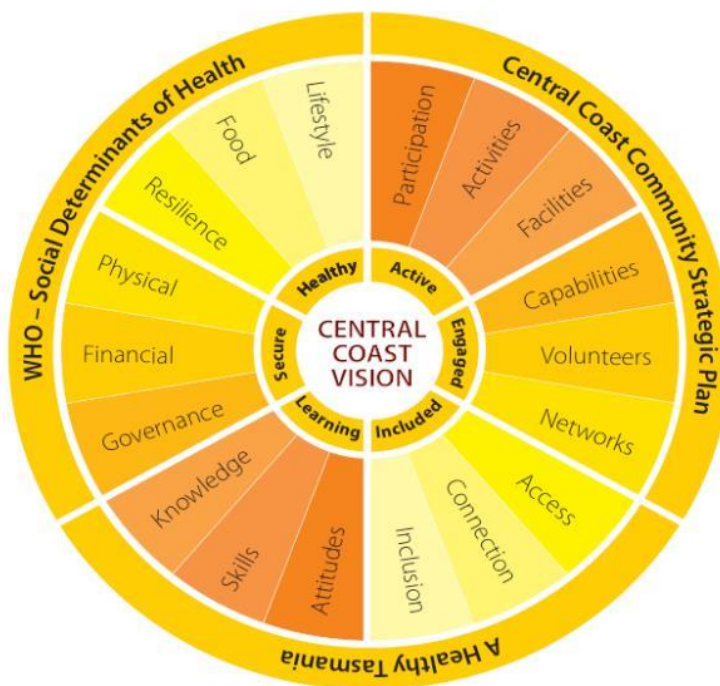 WHO – Social Determinants of Health
Central Coast Community Strategic Plan
A Healthy Tasmania
CENTRAL
COAST
VISION
Healthy
Active
Engaged
Included
Learning
Secure
Participation
Activities
Facilities
Capabilities
Volunteers
Networks
Access
Connection
Inclusion
Attitudes
Skills
Knowledge
Governance
Financial
Physical
Resilience
Food
Lifestyle